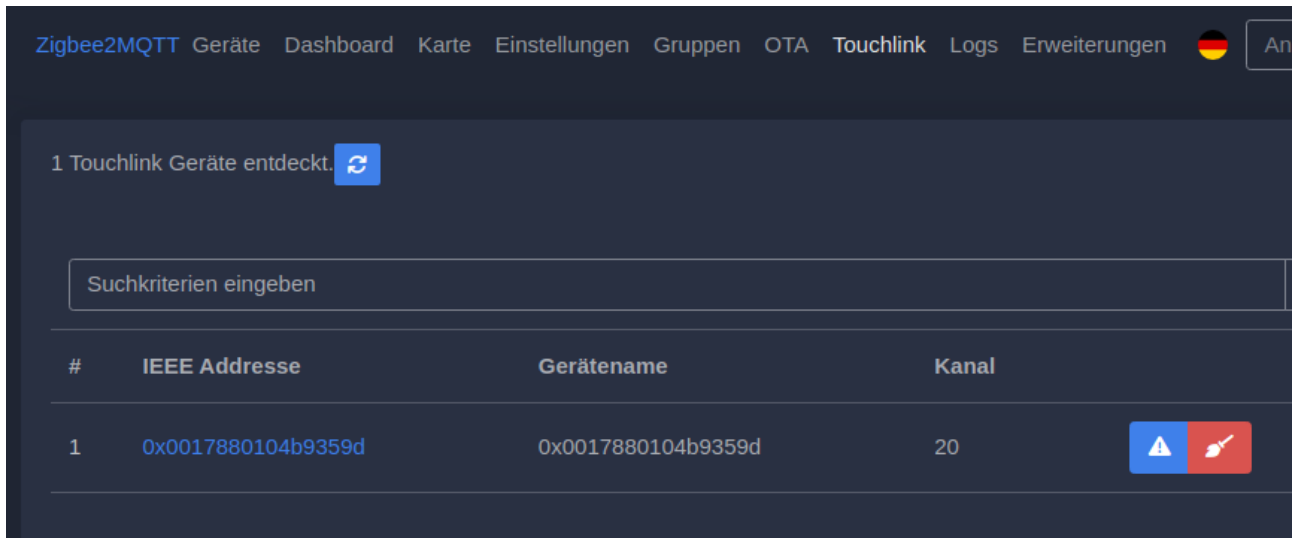 Zigbee2MQTT Geräte Dashboard Karte Einstellungen Gruppen OTA Touchlink Logs Erweiterungen An
1 Touchlink Geräte entdeckt.
Suchkriterien eingeben
# IEEE Addresse Gerätename Kanal
1 0x0017880104b9359d 0x0017880104b9359d 20